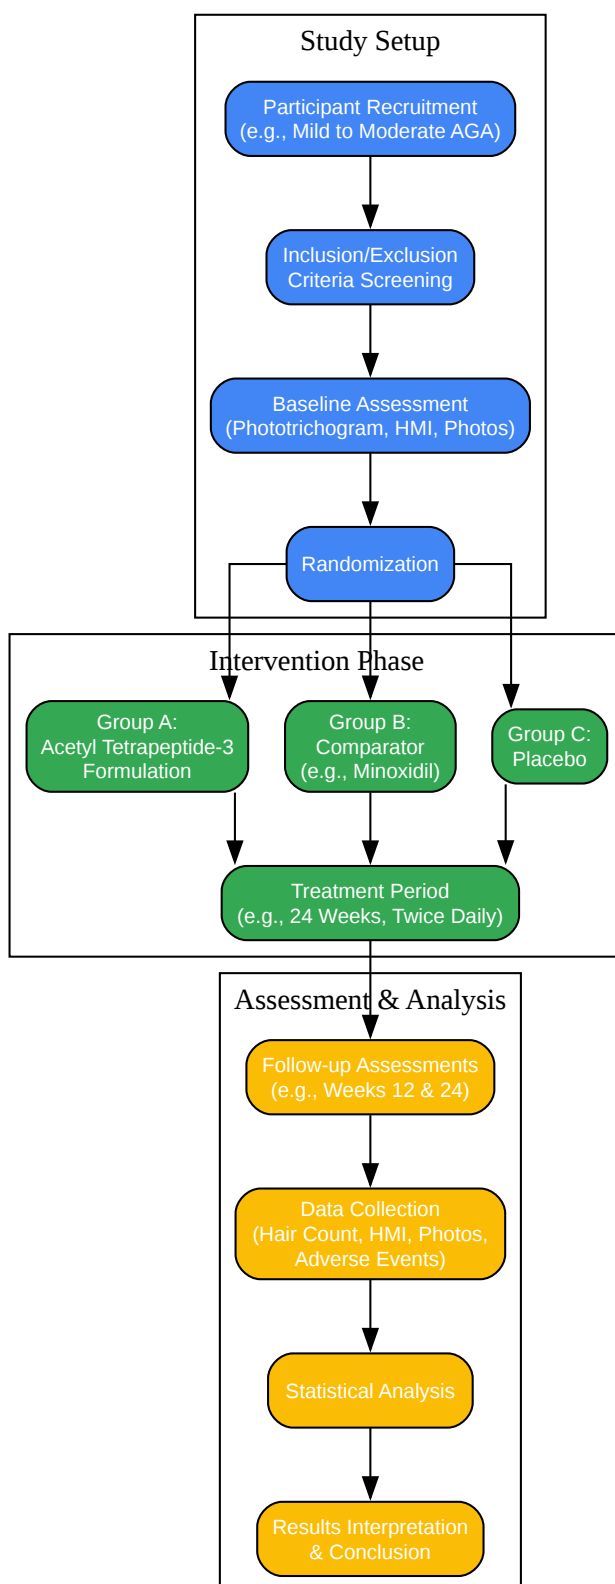 Study Setup
Participant Recruitment
(e.g., Mild to Moderate AGA)
Inclusion/Exclusion
Criteria Screening
Baseline Assessment
(Phototrichogram, HMI, Photos)
Randomization
Intervention Phase
Group A:
Acetyl Tetrapeptide-3
Formulation
Group B:
Comparator
(e.g., Minoxidil)
Group C:
Placebo
Treatment Period
(e.g., 24 Weeks, Twice Daily)
Assessment & Analysis
Follow-up Assessments
(e.g., Weeks 12 & 24)
Data Collection
(Hair Count, HMI, Photos,
Adverse Events)
Statistical Analysis
Results Interpretation
& Conclusion